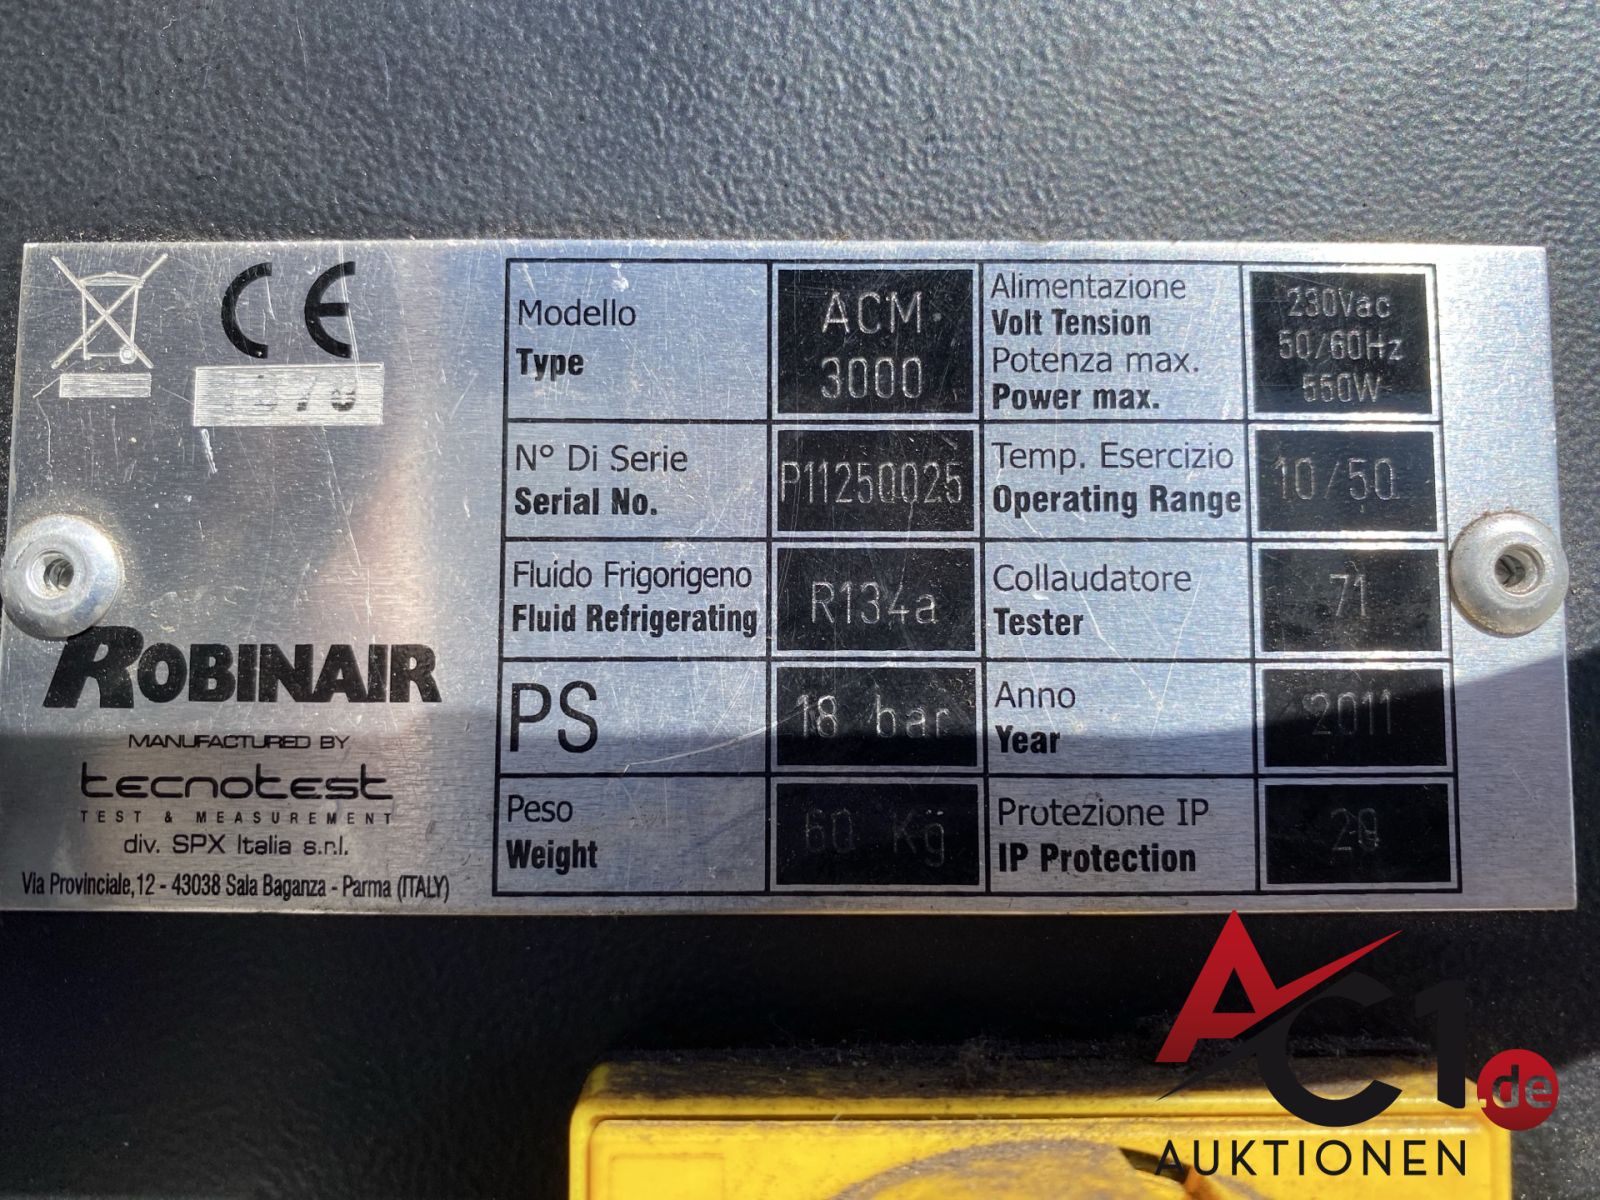 CE
ROBINAIR
MANUFACTURED BY
tecnotest
TEST & MEASUREMENT
div. SPX Italia s.r.l.
Via Provinciale,12 - 43038 Sala Baganza - Parma (ITALY)
Modello
Type
ACM
3000
Alimentazione
Volt Tension
Potenza max.
Power max.
230Vac
50/60Hz
550W
N° Di Serie
Serial No.
P11250025
Temp. Esercizio
Operating Range
10/50
Fluido Frigorigeno
Fluid Refrigerating
R134a
Collaudatore
Tester
71
PS
18 bar
Anno
Year
2011
Peso
Weight
60 Kg
Protezione IP
IP Protection
20
AC1.de
AUKTIONEN